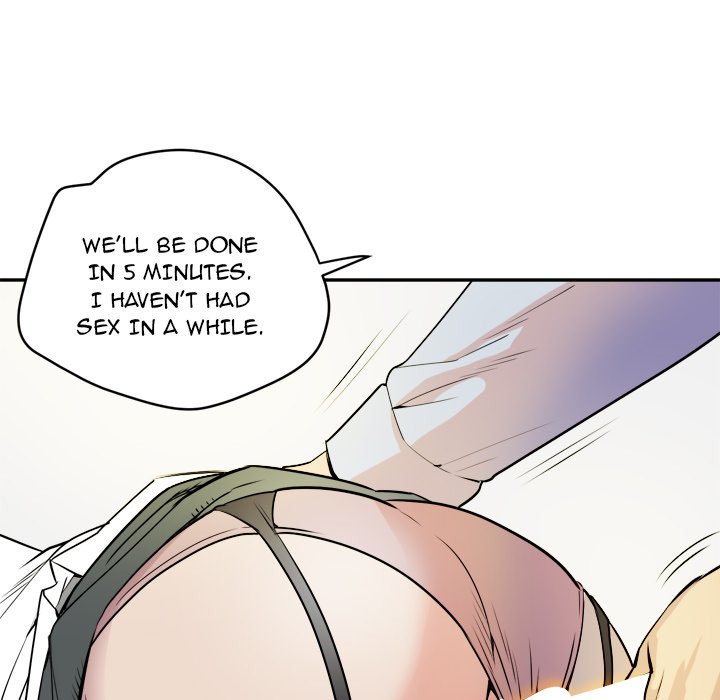 WE'LL BE DONE
IN 5 MINUTES.
I HAVEN'T HAD
SEX IN A WHILE.